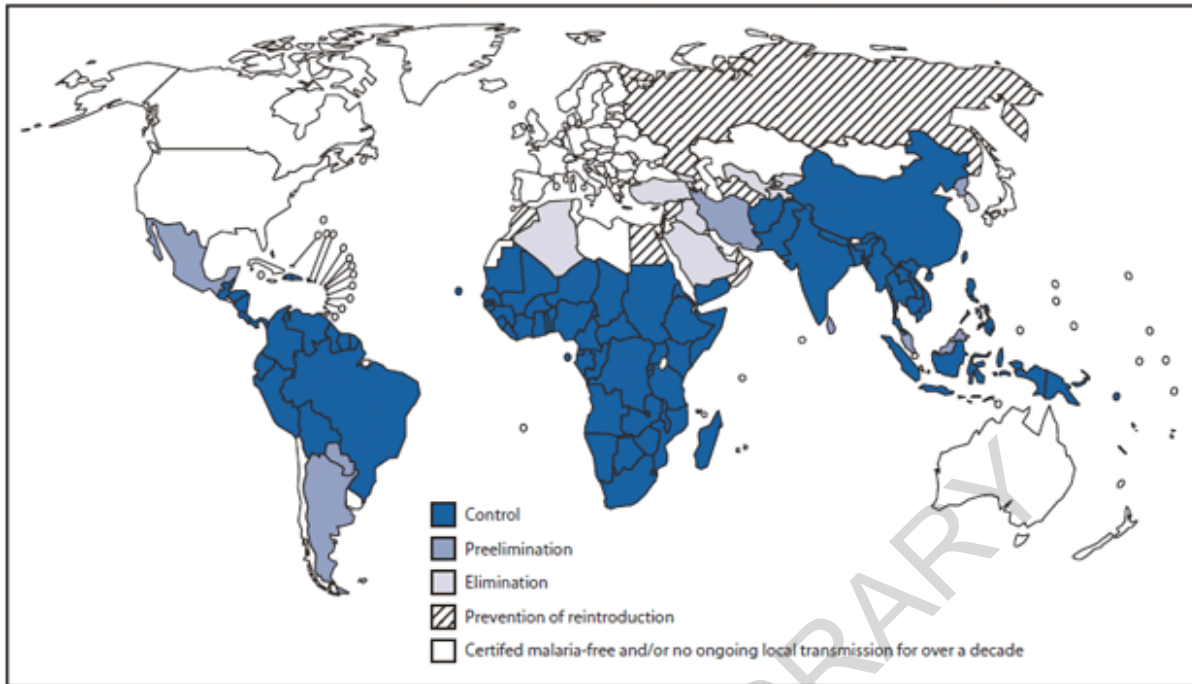 Control
Preelimination
Elimination
Prevention of reintroduction
Certifed malaria-free and/or no ongoing local transmission for over a decade
RARY